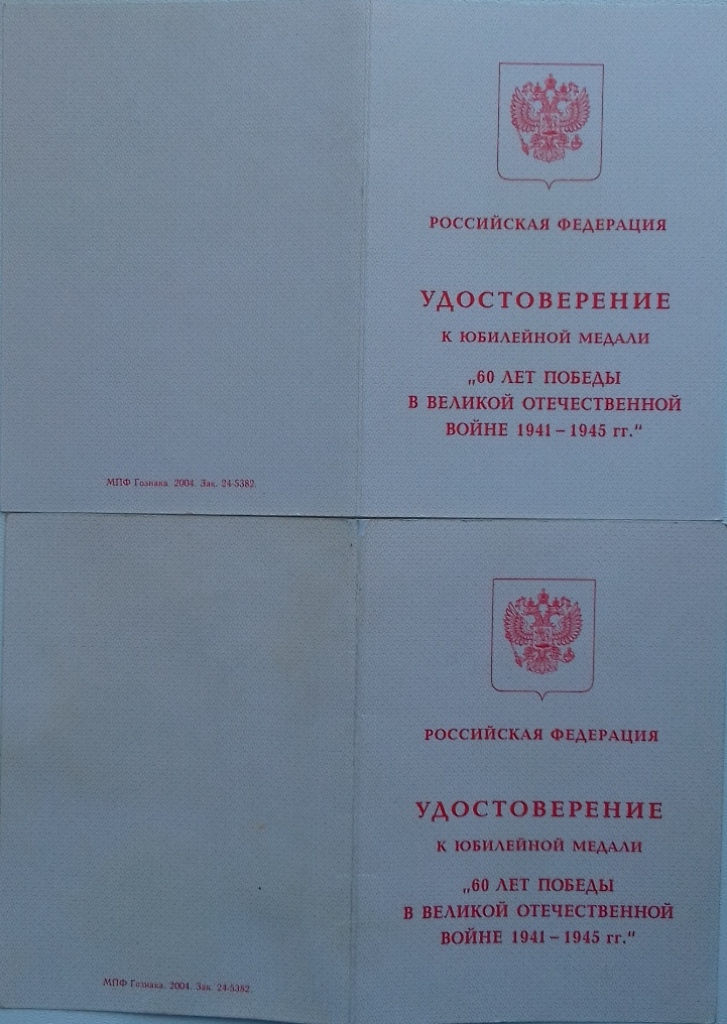 РОССИЙСКАЯ ФЕДЕРАЦИЯ
УДОСТОВЕРЕНИЕ
К ЮБИЛЕЙНОЙ МЕДАЛИ
„60 ЛЕТ ПОБЕДЫ
В ВЕЛИКОЙ ОТЕЧЕСТВЕННОЙ
ВОЙНЕ 1941 – 1945 гг."
МПФ Гознака. 2004. Зак. 24-5382.
РОССИЙСКАЯ ФЕДЕРАЦИЯ
УДОСТОВЕРЕНИЕ
К ЮБИЛЕЙНОЙ МЕДАЛИ
„60 ЛЕТ ПОБЕДЫ
В ВЕЛИКОЙ ОТЕЧЕСТВЕННОЙ
ВОЙНЕ 1941 – 1945 гг."
МПФ Гознака. 2004. Зак. 24-5382.